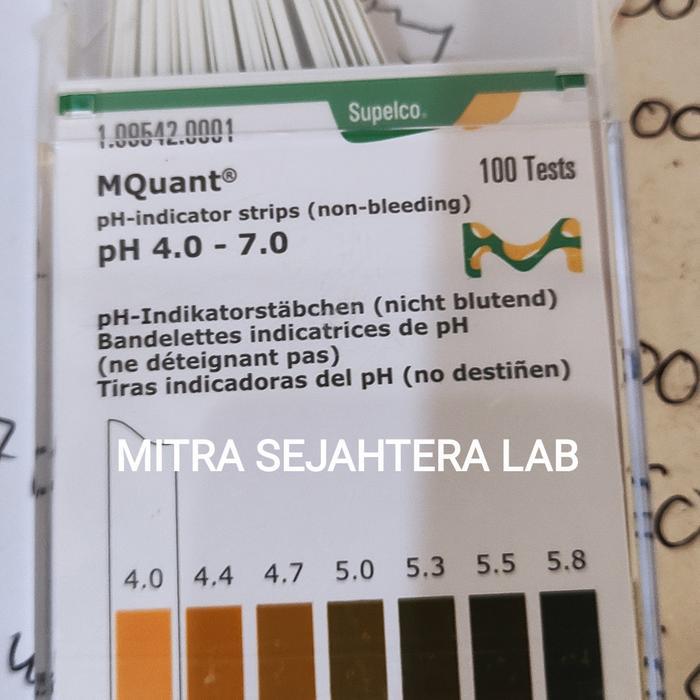 Supelco®
1.09542.0001
100 Tests
MQuant®
pH-indicator strips (non-bleeding)
pH 4.0 - 7.0
pH-Indikatorstäbchen (nicht blutend)
Bandelettes indicatrices de pH
(ne déteignant pas)
Tiras indicadoras del pH (no destiñen)
MITRA SEJAHTERA LAB
4.0 4.4 4.7 5.0 5.3 5.5 5.8